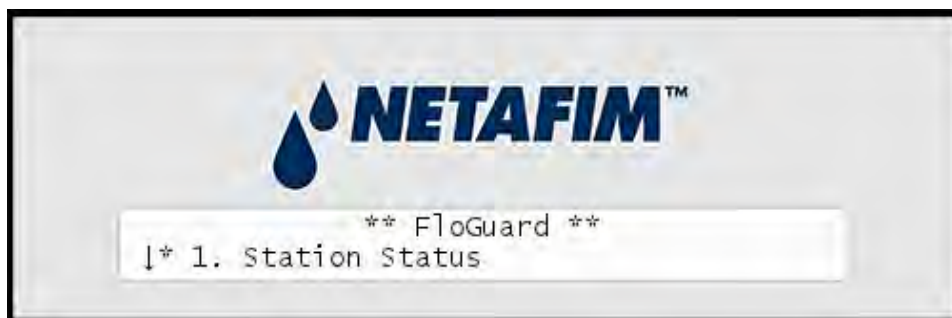 NETAFIM™
** FloGuard **
↓* 1. Station Status